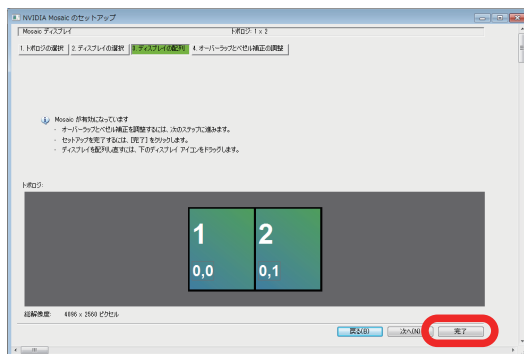 NVIDIA Mosaic のセットアップ
Mosaic ディスプレイ トポロジ: 1 x 2
1. トポロジの選択 2. ディスプレイの選択 3. ディスプレイの配列 4. オーバーラップとベゼル補正の調整
Mosaic が有効になっています
- オーバーラップとベゼル補正を調整するには、次のステップに進みます。
- セットアップを完了するには、[完了] をクリックします。
- ディスプレイを配列し直すには、下のディスプレイ アイコンをドラッグします。
トポロジ:
1 2
0,0 0,1
総解像度: 4096 x 2560 ピクセル
戻る(B) 次へ(N) 完了